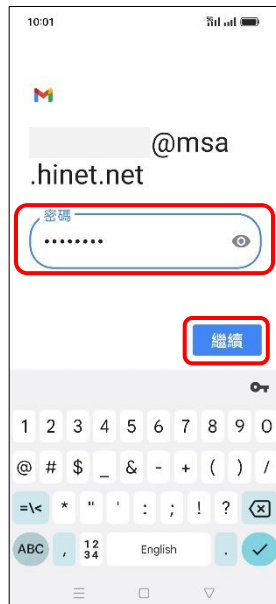 10:01
@msa
.hinet.net
密碼
••••••••
繼續
1 2 3 4 5 6 7 8 9 0
@ # $ _ & - + ( ) /
=\< * " ' : ; ! ?
ABC , 12 34 English .